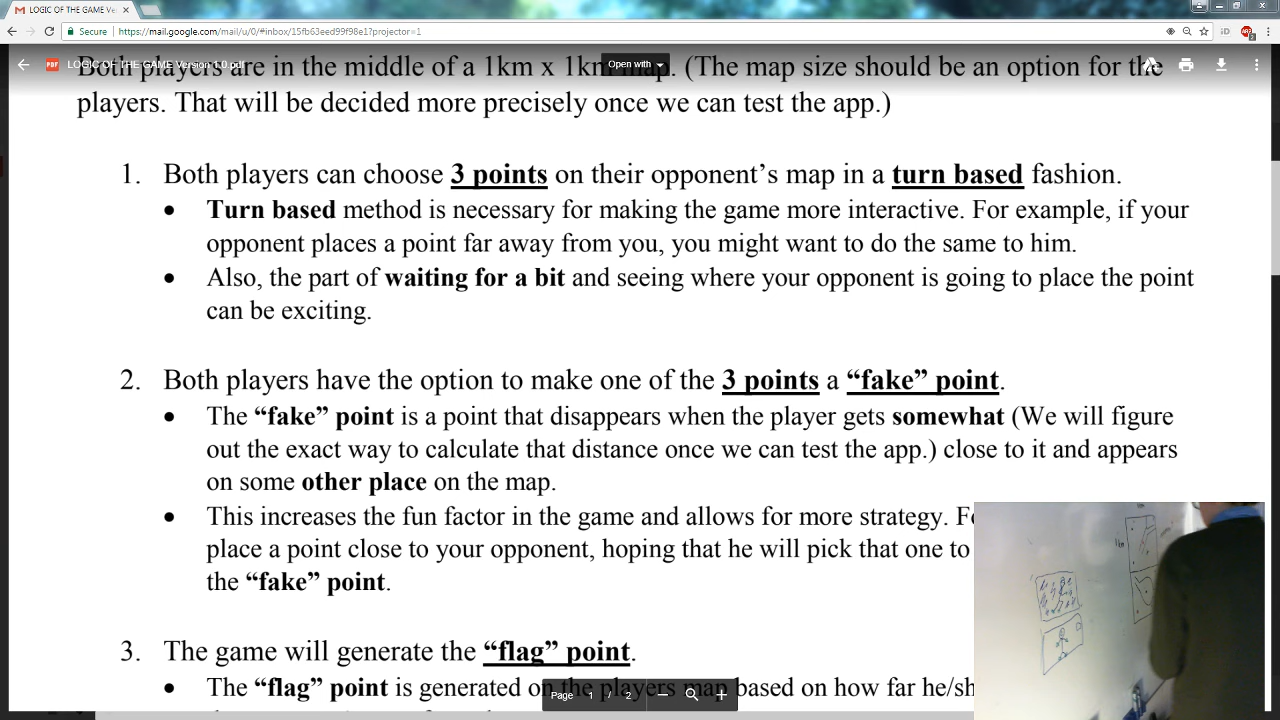 LOGIC OF THE GAME Ve
Secure
https://mail.google.com/mail/u/0/#inbox/15fb63eed99f98e1?projector=1
LOGIC OF THE GAME Version 1.0.pdf
Open with
Both players are in the middle of a 1km x 1km map. (The map size should be an option for the
players. That will be decided more precisely once we can test the app.)
1. Both players can choose 3 points on their opponent’s map in a turn based fashion.
• Turn based method is necessary for making the game more interactive. For example, if your
opponent places a point far away from you, you might want to do the same to him.
• Also, the part of waiting for a bit and seeing where your opponent is going to place the point
can be exciting.
2. Both players have the option to make one of the 3 points a “fake” point.
• The “fake” point is a point that disappears when the player gets somewhat (We will figure
out the exact way to calculate that distance once we can test the app.) close to it and appears
on some other place on the map.
• This increases the fun factor in the game and allows for more strategy.
place a point close to your opponent, hoping that he will pick that one to
the “fake” point.
3. The game will generate the “flag” point.
• The “flag” point is generated on the players map based on how far he/sh
Page 1 / 2